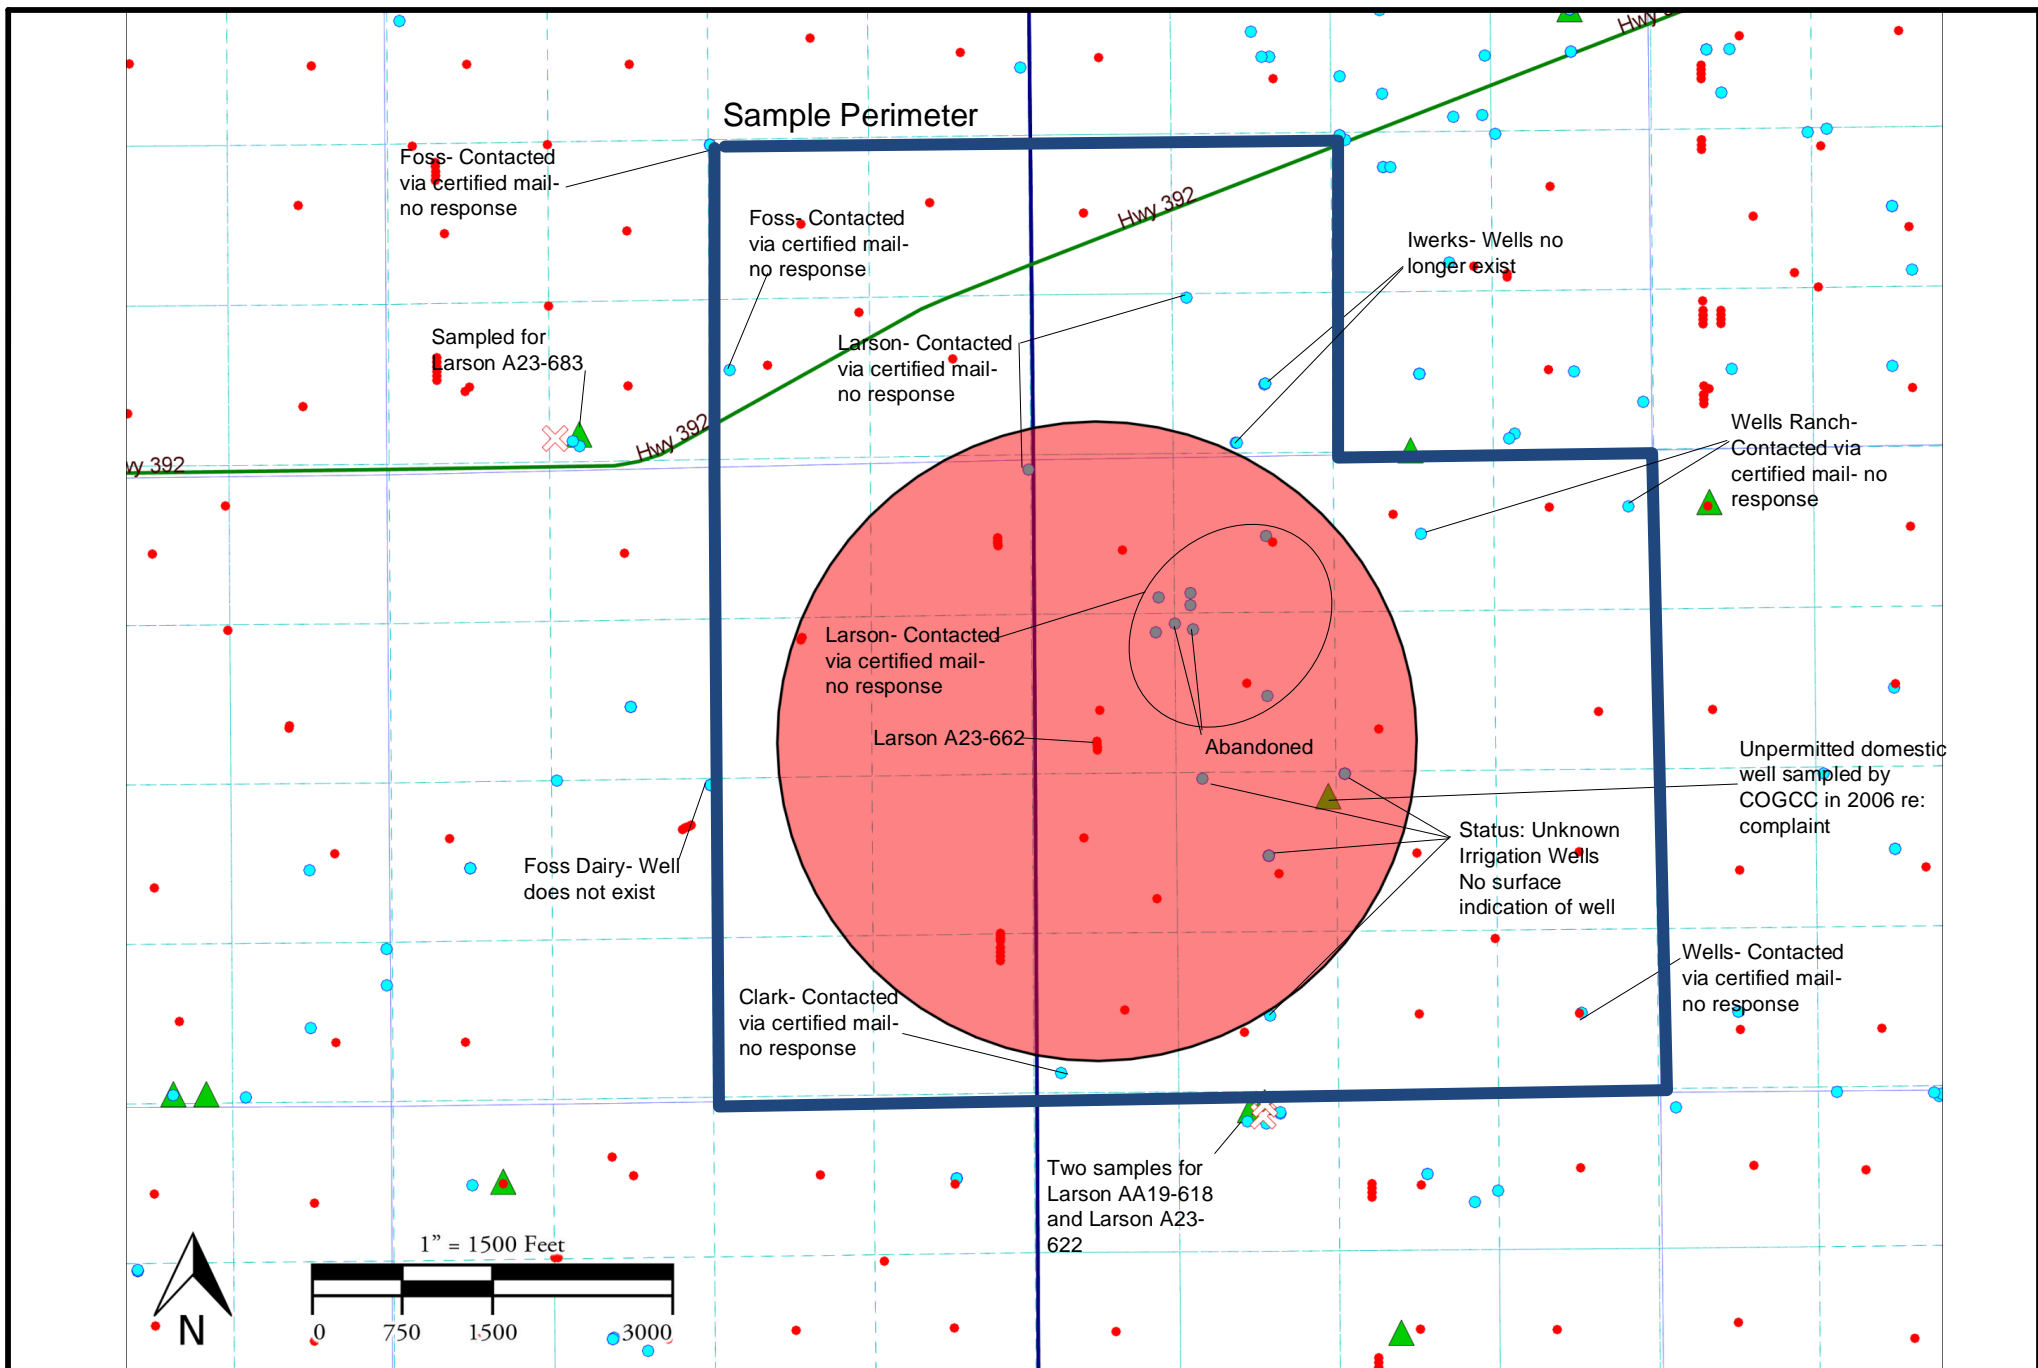 Hwy 3
Sample Perimeter
Foss- Contacted
via certified mail-
no response
Foss- Contacted
via certified mail-
no response
Hwy 392
Iwerks- Wells no
longer exist
Sampled for
Larson A23-683
Larson- Contacted
via certified mail-
no response
Hwy 392
wy 392
Wells Ranch-
Contacted via
certified mail- no
response
Larson- Contacted
via certified mail-
no response
Larson A23-662
Abandoned
Unpermitted domestic
well sampled by
COGCC in 2006 re:
complaint
Status: Unknown
Irrigation Wells
No surface
indication of well
Foss Dairy- Well
does not exist
Wells- Contacted
via certified mail-
no response
Clark- Contacted
via certified mail-
no response
Two samples for
Larson AA19-618
and Larson A23-
622
1” = 1500 Feet
0 750 1500 3000
N